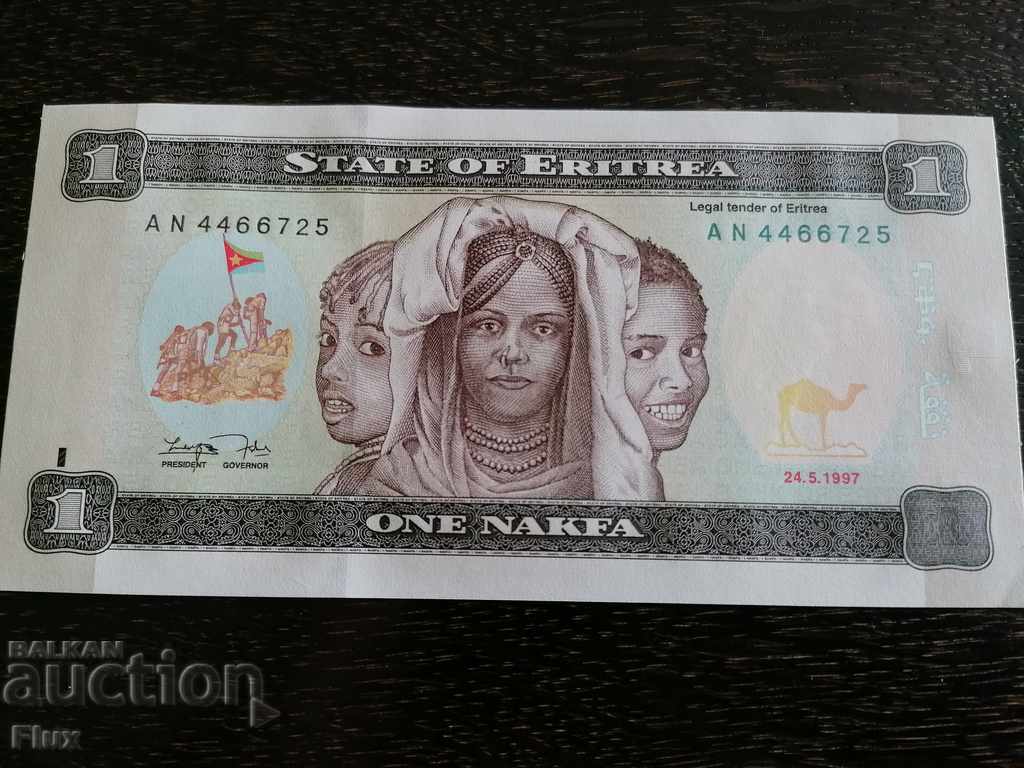 1
STATE OF ERITREA
1
Legal tender of Eritrea
AN 4466725
AN 4466725
PRESIDENT GOVERNOR
24.5.1997
1
ONE NAKFA
BALKAN
auction
Flux